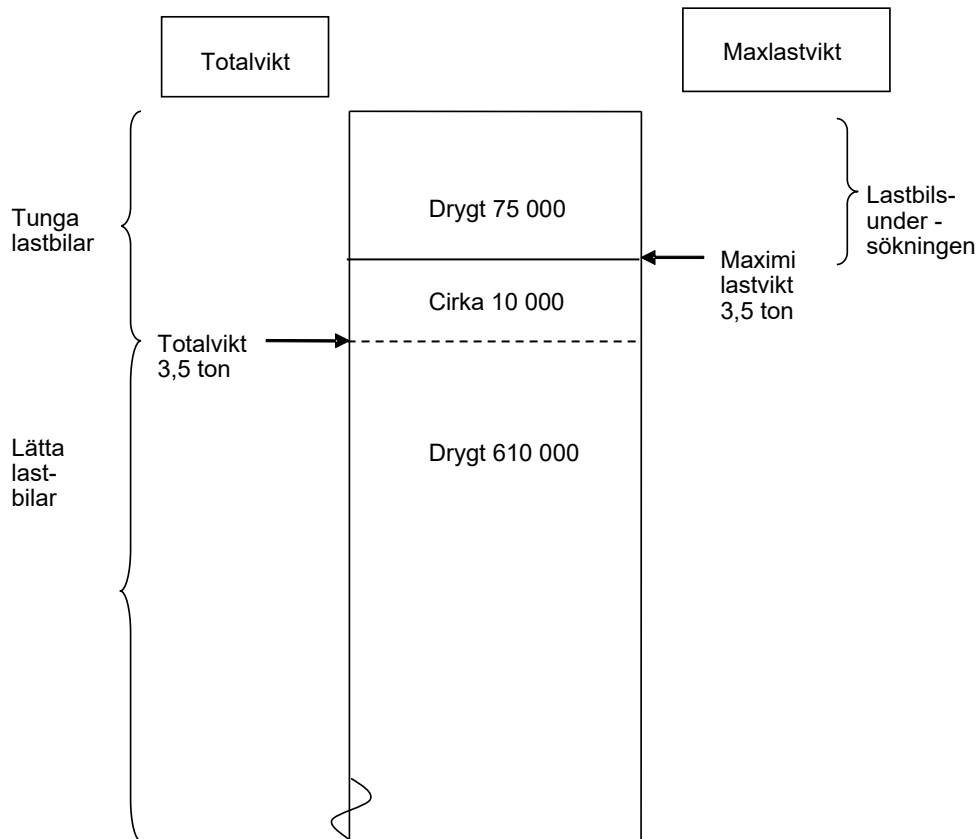 Totalvikt
Maxlastvikt
Tunga
lastbilar
Drygt 75 000
Lastbils-
under -
sökningen
Maximi
lastvikt
3,5 ton
Cirka 10 000
Totalvikt
3,5 ton
Lätta
last-
bilar
Drygt 610 000